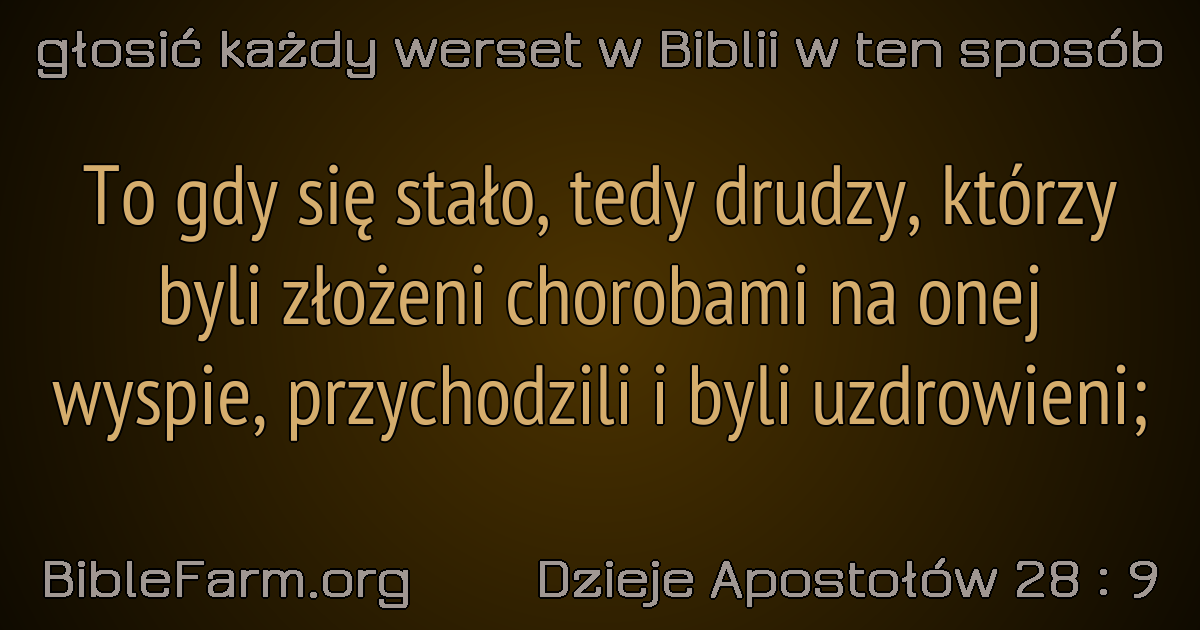 głosić każdy werset w Biblii w ten sposób
To gdy się stało, tedy drudzy, którzy
byli złożeni chorobami na onej
wyspie, przychodzili i byli uzdrowieni;
BibleFarm.org Dzieje Apostołów 28 : 9